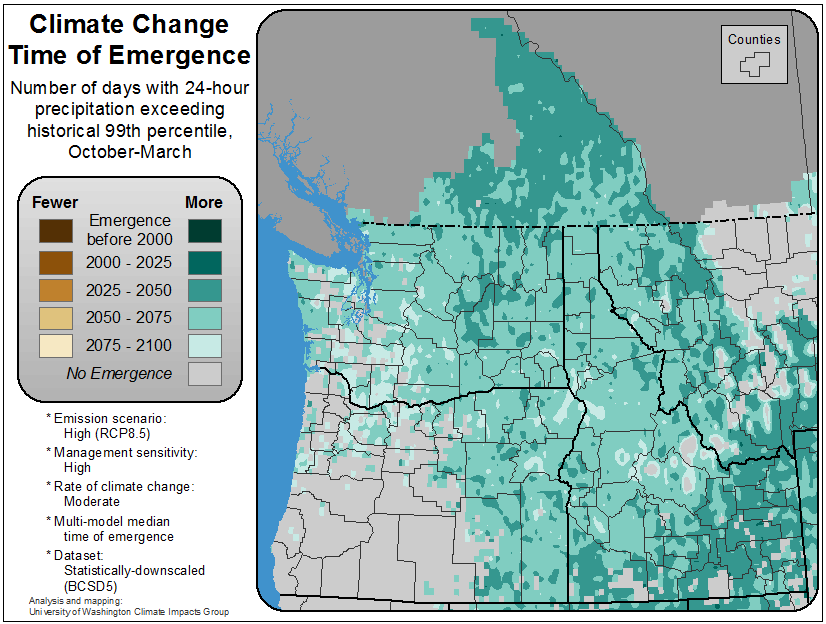 Climate Change
Time of Emergence
Number of days with 24-hour
precipitation exceeding
historical 99th percentile,
October-March
Fewer More
Emergence
before 2000
2000 - 2025
2025 - 2050
2050 - 2075
2075 - 2100
No Emergence
* Emission scenario:
High (RCP8.5)
* Management sensitivity:
High
* Rate of climate change:
Moderate
* Multi-model median
time of emergence
* Dataset:
Statistically-downscaled
(BCSD5)
Analysis and mapping:
University of Washington Climate Impacts Group
Counties